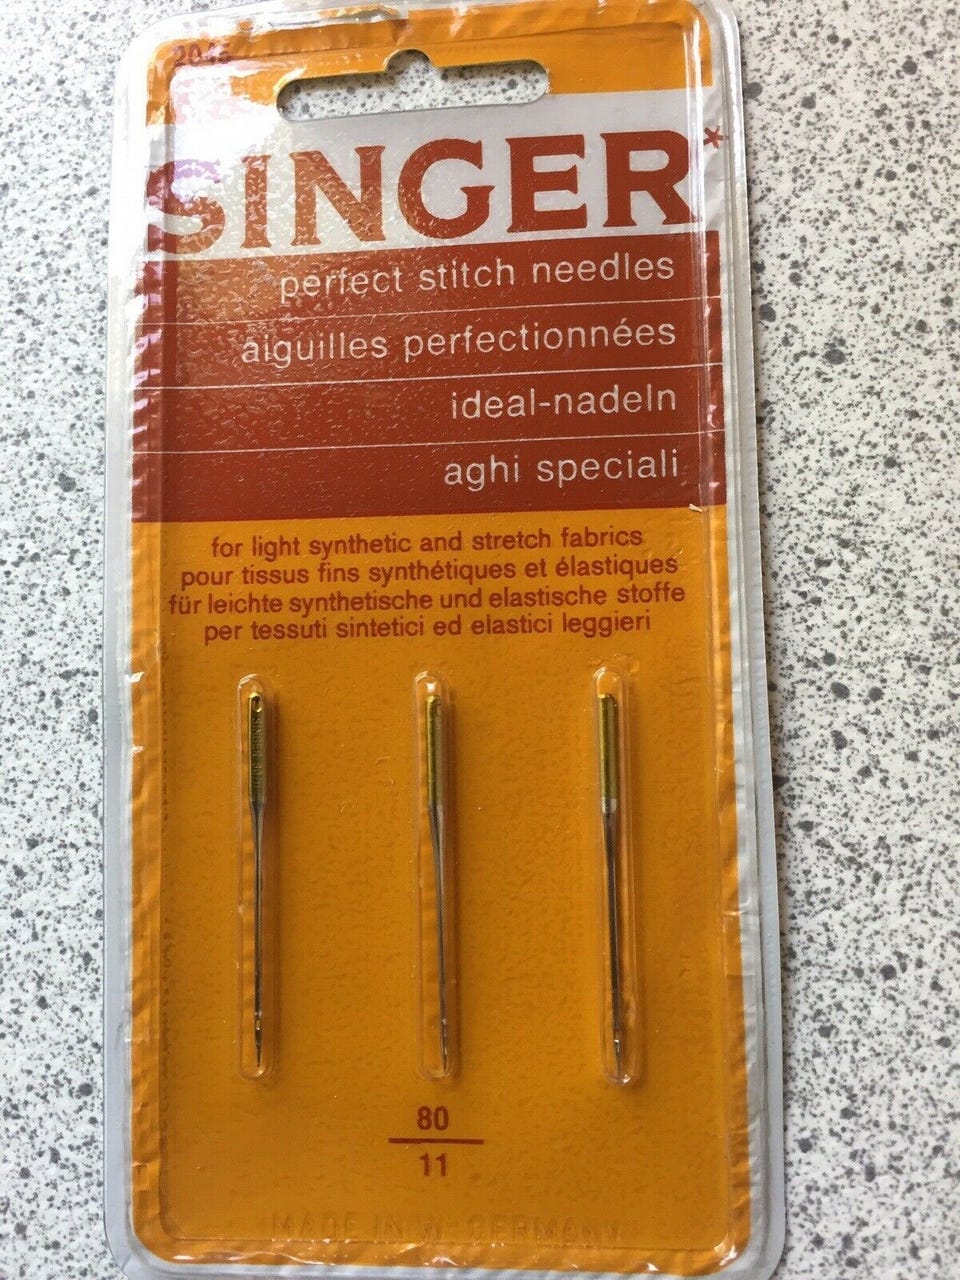 2045
SINGER*
perfect stitch needles
aiguilles perfectionnées
ideal-nadeln
aghi speciali
for light synthetic and stretch fabrics
pour tissus fins synthétiques et élastiques
für leichte synthetische und elastische stoffe
per tessuti sintetici ed elastici leggieri
SINGER
80
11
MADE IN W. GERMANY